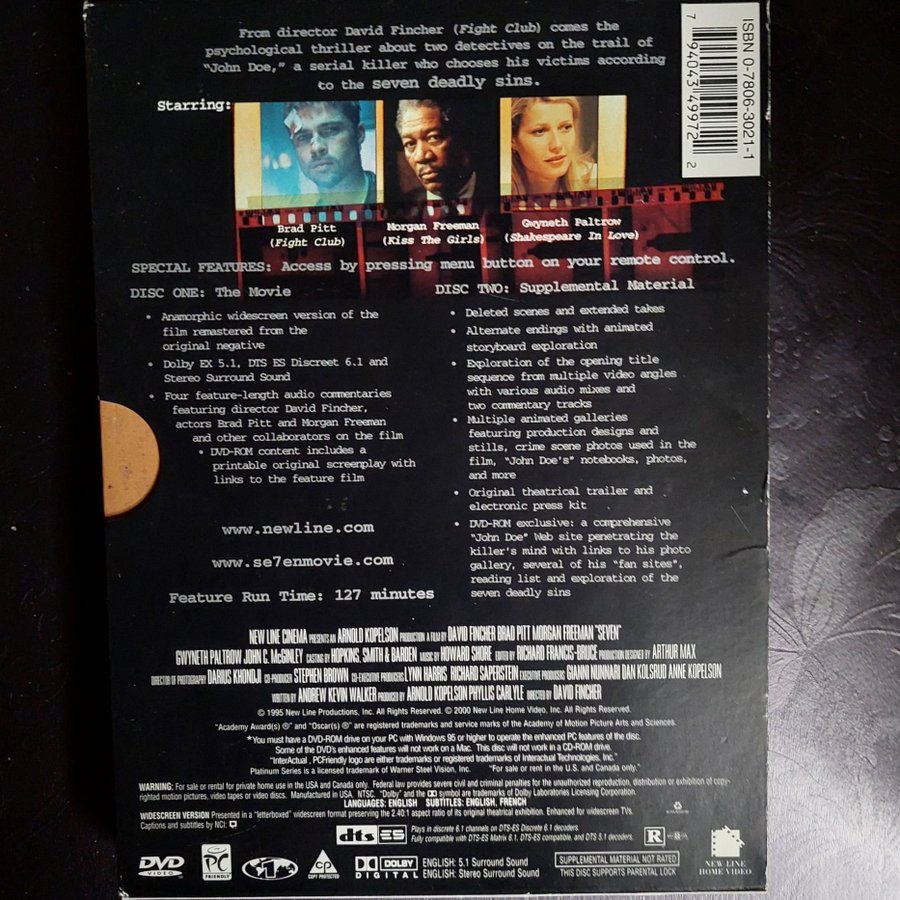 From director David Fincher (Fight Club) comes the
psychological thriller about two detectives on the trail of
"John Doe," a serial killer who chooses his victims according
to the seven deadly sins.
ISBN 0-7806-3021-1
7 94043 49972 2
Starring:
Brad Pitt
(Fight Club)
Morgan Freeman
(Kiss The Girls)
Gwyneth Paltrow
(Shakespeare In Love)
SPECIAL FEATURES: Access by pressing menu button on your remote control.
DISC ONE: The Movie
• Anamorphic widescreen version of the
film remastered from the
original negative
• Dolby EX 5.1, DTS ES Discreet 6.1 and
Stereo Surround Sound
• Four feature-length audio commentaries
featuring director David Fincher,
actors Brad Pitt and Morgan Freeman
and other collaborators on the film
• DVD-ROM content includes a
printable original screenplay with
links to the feature film
www.newline.com
www.se7enmovie.com
Feature Run Time: 127 minutes
DISC TWO: Supplemental Material
• Deleted scenes and extended takes
• Alternate endings with animated
storyboard exploration
• Exploration of the opening title
sequence from multiple video angles
with various audio mixes and
two commentary tracks
• Multiple animated galleries
featuring production designs and
stills, crime scene photos used in the
film, "John Doe's" notebooks, photos,
and more
• Original theatrical trailer and
electronic press kit
• DVD-ROM exclusive: a comprehensive
"John Doe" Web site penetrating the
killer's mind with links to his photo
gallery, several of his "fan sites",
reading list and exploration of the
seven deadly sins
NEW LINE CINEMA PRESENTS AN ARNOLD KOPELSON PRODUCTION A FILM BY DAVID FINCHER BRAD PITT MORGAN FREEMAN "SEVEN"
GWYNETH PALTROW JOHN C. McGINLEY CASTING BY HOPKINS, SMITH & BARDEN MUSIC BY HOWARD SHORE EDITED BY RICHARD FRANCIS-BRUCE PRODUCTION DESIGNER BY ARTHUR MAX
DIRECTOR OF PHOTOGRAPHY DARIUS KHONDJI CO-PRODUCER STEPHEN BROWN CO-EXECUTIVE PRODUCERS LYNN HARRIS RICHARD SAPERSTEIN EXECUTIVE PRODUCERS GIANNI NUNNARI DAN KOLSRUD ANNE KOPELSON
WRITTEN BY ANDREW KEVIN WALKER PRODUCED BY ARNOLD KOPELSON PHYLLIS CARLYLE DIRECTED BY DAVID FINCHER
© 1995 New Line Productions, Inc. All Rights Reserved. © 2000 New Line Home Video, Inc. All Rights Reserved.
"Academy Award(s) ®" and "Oscar(s) ®" are registered trademarks and service marks of the Academy of Motion Picture Arts and Sciences.
*You must have a DVD-ROM drive on your PC with Windows 95 or higher to operate the enhanced PC features of the disc.
Some of the DVD's enhanced features will not work on a Mac. This disc will not work in a CD-ROM drive.
"InterActual , PCFriendly logo are either trademarks or registered trademarks of Interactual Technologies, Inc."
Platinum Series is a licensed trademark of Warner Steel Vision, Inc. "For sale or rent in the U.S. and Canada only."
WARNING: For sale or rental for private home use in the USA and Canada only. Federal law provides severe civil and criminal penalties for the unauthorized reproduction, distribution or exhibition of copy-
righted motion pictures, video tapes or video discs. Manufactured in USA. NTSC. "Dolby" and the DD symbol are trademarks of Dolby Laboratories Licensing Corporation.
LANGUAGES: ENGLISH SUBTITLES: ENGLISH, FRENCH
WIDESCREEN VERSION Presented in a "letterboxed" widescreen format preserving the 2.40:1 aspect ratio of its original theatrical exhibition. Enhanced for widescreen TVs.
Captions and subtitles by NCI.
dts ES
Plays in discrete 6.1 channels on DTS-ES Discrete 6.1 decoders.
Fully compatible with DTS-ES Matrix 6.1, DTS-ES compatible, and DTS 5.1 decoders.
R
DVD
VIDEO
PC
FRIENDLY
1
CP
COPY PROTECTED
DOLBY
DIGITAL
ENGLISH: 5.1 Surround Sound
ENGLISH: Stereo Surround Sound
SUPPLEMENTAL MATERIAL NOT RATED
THIS DISC SUPPORTS PARENTAL LOCK
NEW LINE
HOME VIDEO